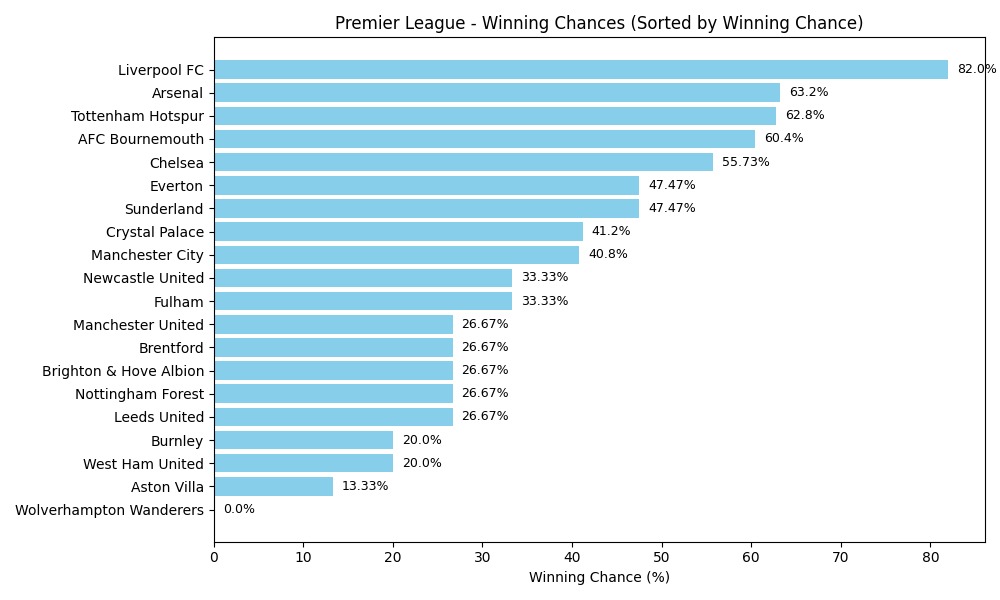 Premier League - Winning Chances (Sorted by Winning Chance)
Liverpool FC 82.0%
Arsenal 63.2%
Tottenham Hotspur 62.8%
AFC Bournemouth 60.4%
Chelsea 55.73%
Everton 47.47%
Sunderland 47.47%
Crystal Palace 41.2%
Manchester City 40.8%
Newcastle United 33.33%
Fulham 33.33%
Manchester United 26.67%
Brentford 26.67%
Brighton & Hove Albion 26.67%
Nottingham Forest 26.67%
Leeds United 26.67%
Burnley 20.0%
West Ham United 20.0%
Aston Villa 13.33%
Wolverhampton Wanderers 0.0%
0 10 20 30 40 50 60 70 80
Winning Chance (%)